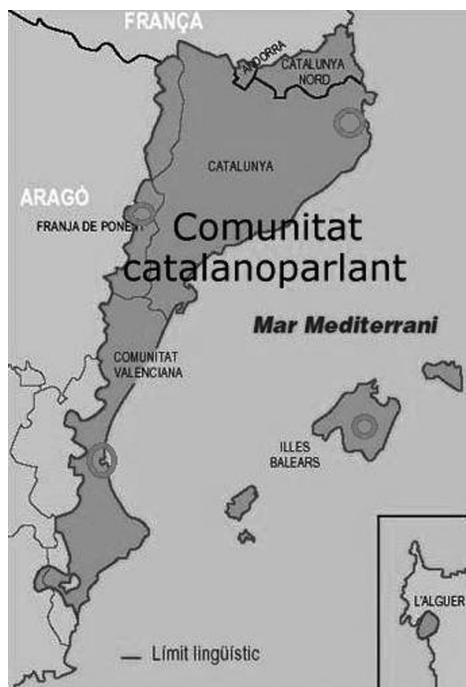 FRANÇA
ANDORRA
CATALUNYA
NORD
CATALUNYA
ARAGÓ
FRANJA DE PONENT
Comunitat
catalanoparlant
Mar Mediterrani
COMUNITAT
VALENCIANA
ILLES
BALEARS
L'ALGUER
Límit lingüístic